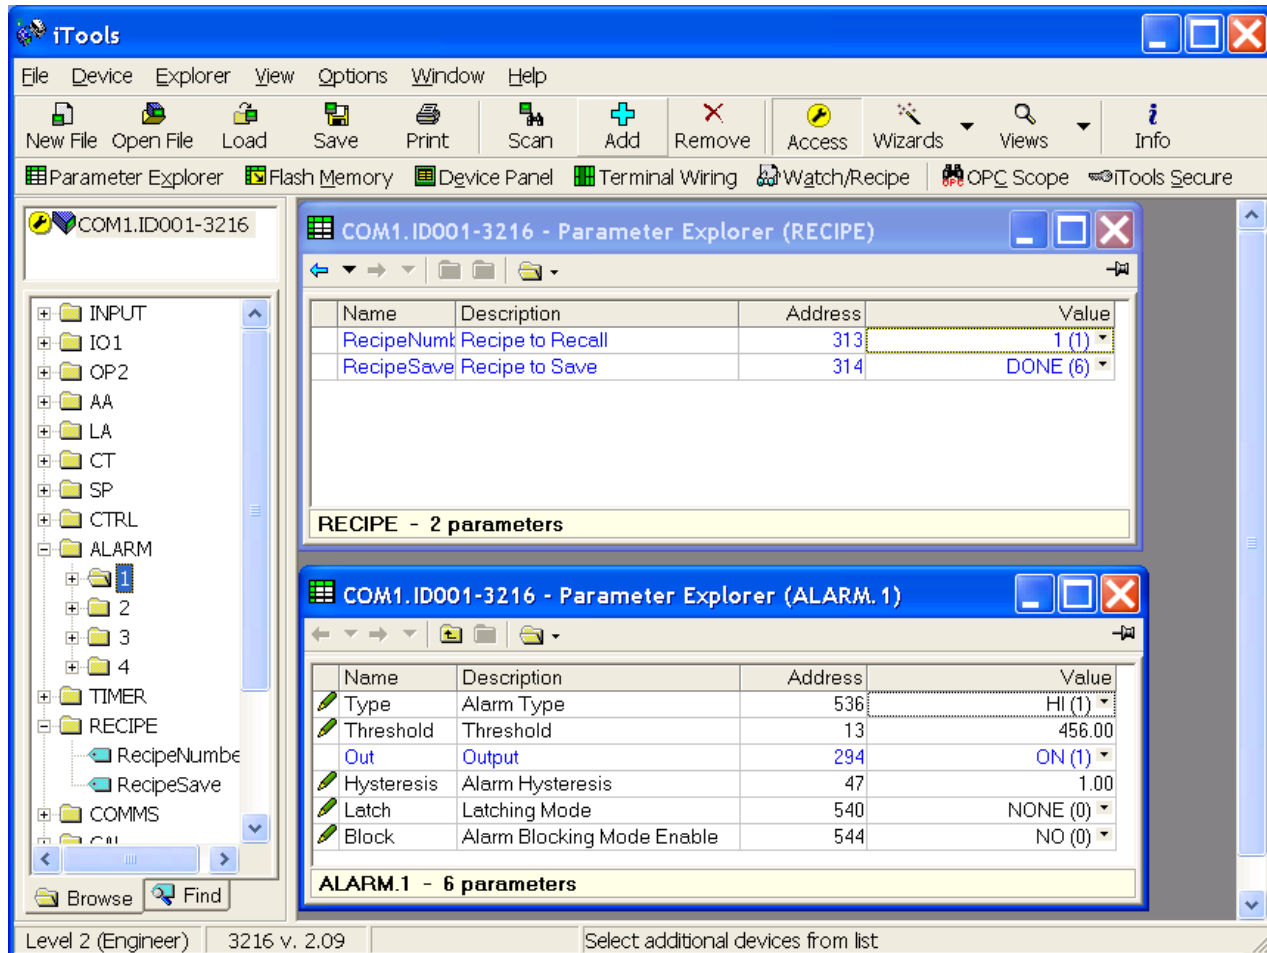 iTools
File Device Explorer View Options Window Help
New File Open File Load Save Print Scan Add Remove Access Wizards Views Info
Parameter Explorer Flash Memory Device Panel Terminal Wiring Watch/Recipe OPC Scope iTools Secure
COM1.ID001-3216
INPUT
IO1
OP2
AA
LA
CT
SP
CTRL
ALARM
1
2
3
4
TIMER
RECIPE
RecipeNumbe
RecipeSave
COMMS
Browse Find
COM1.ID001-3216 - Parameter Explorer (RECIPE)
Name Description Address Value
RecipeNumb Recipe to Recall 313 1 (1)
RecipeSave Recipe to Save 314 DONE (6)
RECIPE - 2 parameters
COM1.ID001-3216 - Parameter Explorer (ALARM.1)
Name Description Address Value
Type Alarm Type 536 HI (1)
Threshold Threshold 13 456.00
Out Output 294 ON (1)
Hysteresis Alarm Hysteresis 47 1.00
Latch Latching Mode 540 NONE (0)
Block Alarm Blocking Mode Enable 544 NO (0)
ALARM.1 - 6 parameters
Level 2 (Engineer) 3216 v. 2.09 Select additional devices from list